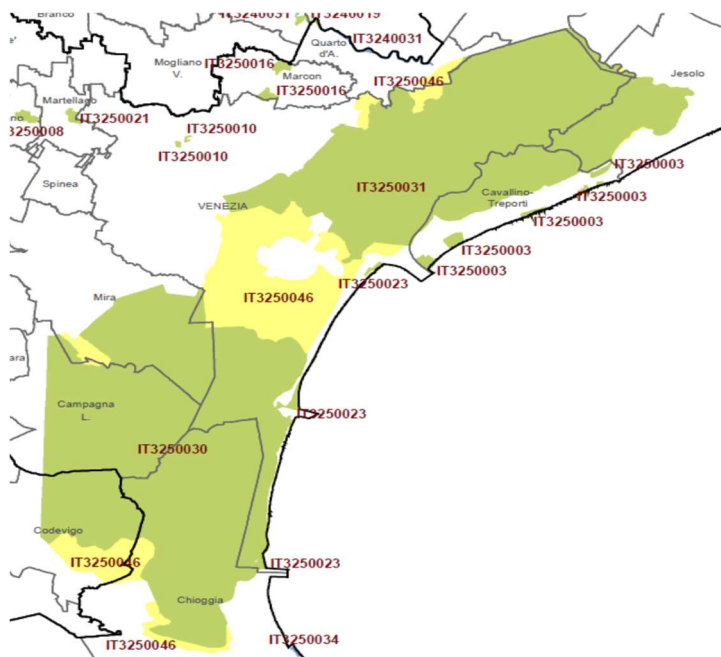 Branco
IT3240031
IT3240019
Quarto
d'A.
IT3240031
Mogliano
V.
IT3250016
Marcon
IT3250016
IT3250046
Jesolo
Martellago
IT3250021
3250008
IT3250010
IT3250010
Spinea
IT3250003
IT3250031
Cavallino-
Treporti
IT3250003
VENEZIA
IT3250003
IT3250003
IT3250003
IT3250023
IT3250046
Mira
Campagna
L.
IT3250023
IT3250030
Codevigo
IT3250046
IT3250023
Chioggia
IT3250046
IT3250034